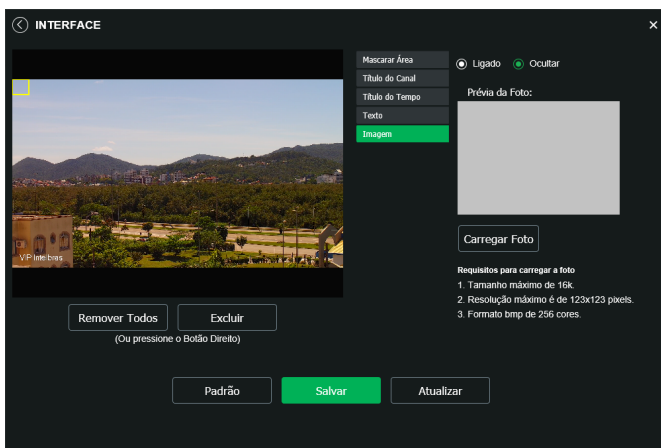 INTERFACE
Mascarar Área
Título do Canal
Título do Tempo
Texto
Imagem
Ligado
Ocultar
Prévia da Foto:
Carregar Foto
Requisitos para carregar a foto
1. Tamanho máximo de 16k.
2. Resolução máximo é de 123x123 pixels.
3. Formato bmp de 256 cores.
VIP Intelbras
Remover Todos
Excluir
(Ou pressione o Botão Direito)
Padrão
Salvar
Atualizar